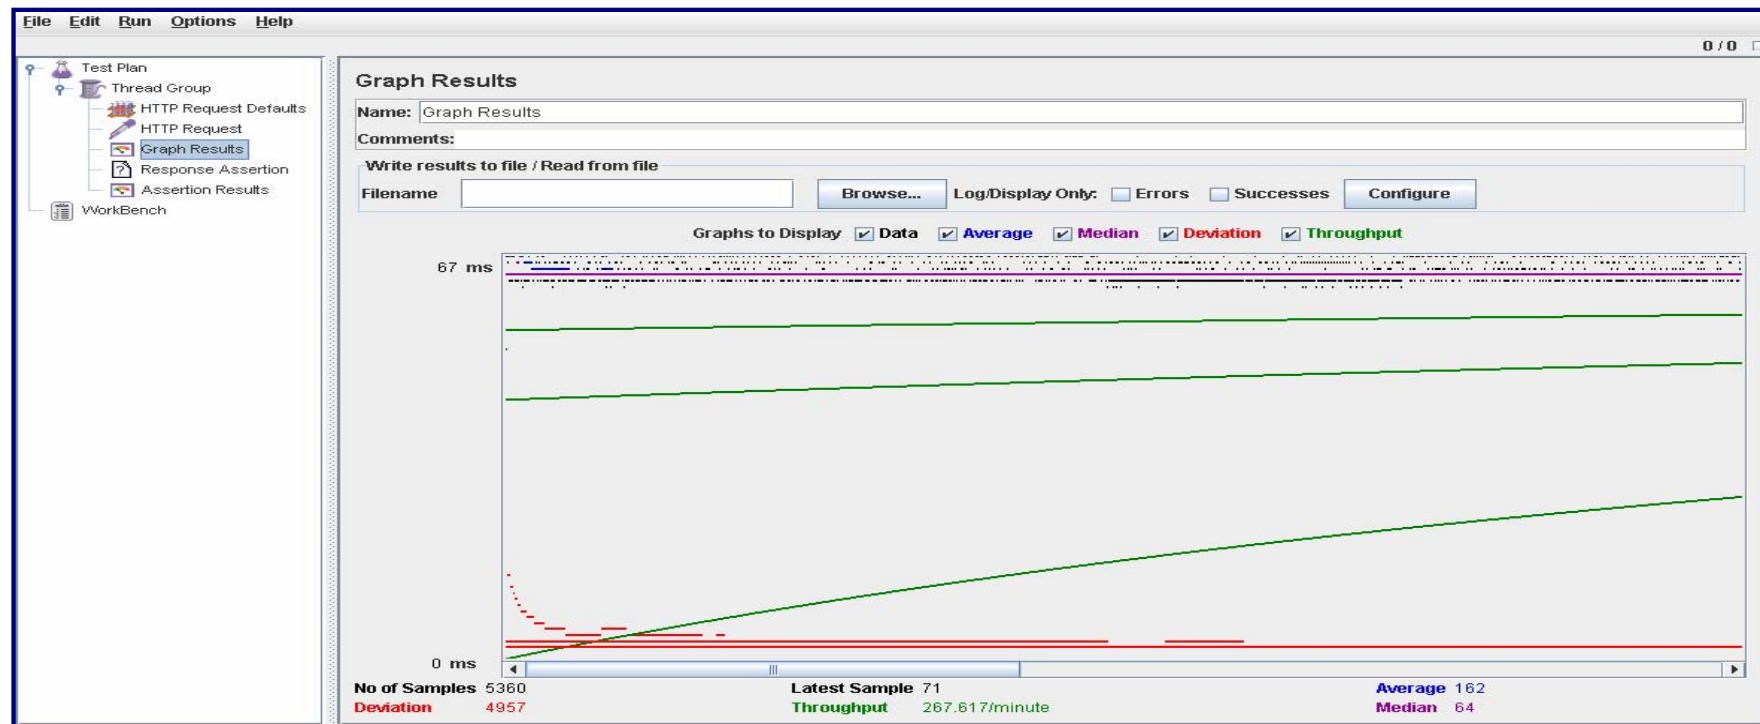 File Edit Run Options Help
0 / 0
Test Plan
Thread Group
HTTP Request Defaults
HTTP Request
Graph Results
Response Assertion
Assertion Results
WorkBench
Graph Results
Name: Graph Results
Comments:
Write results to file / Read from file
Filename Browse... Log/Display Only: Errors Successes Configure
Graphs to Display Data Average Median Deviation Throughput
67 ms
0 ms
No of Samples 5360 Latest Sample 71 Average 162
Deviation 4957 Throughput 267.617/minute Median 64